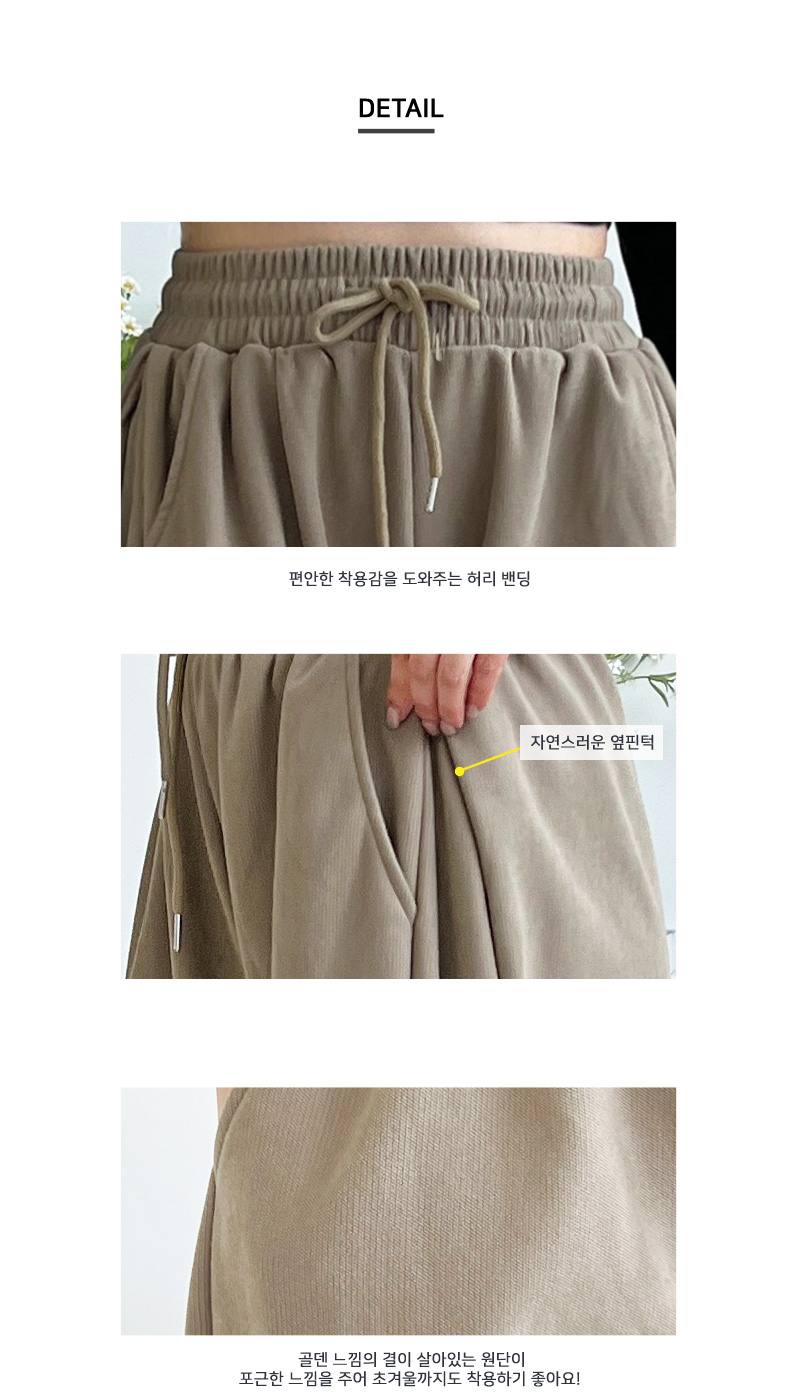 DETAIL
편안한 착용감을 도와주는 허리 밴딩
자연스러운 옆핀턱
골덴 느낌의 결이 살아있는 원단이
포근한 느낌을 주어 초겨울까지도 착용하기 좋아요!